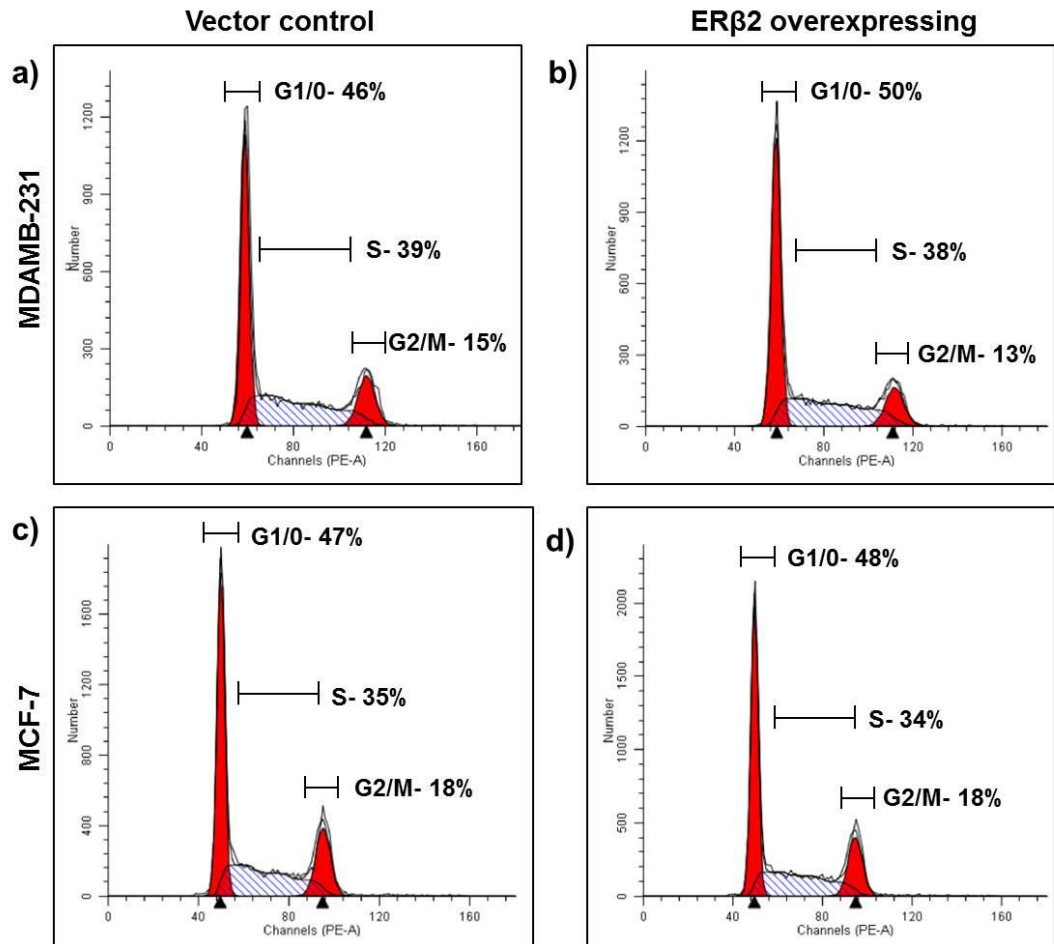 Vector control
ERβ2 overexpressing
MDAMB-231
a)
G1/0- 46%
S- 39%
G2/M- 15%
Number
0 300 600 900 1200
0 40 80 120 160
Channels (PE-A)
b)
G1/0- 50%
S- 38%
G2/M- 13%
Number
0 300 600 900 1200
0 40 80 120 160
Channels (PE-A)
MCF-7
c)
G1/0- 47%
S- 35%
G2/M- 18%
Number
0 400 800 1200 1600
0 40 80 120 160
Channels (PE-A)
d)
G1/0- 48%
S- 34%
G2/M- 18%
Number
0 500 1000 1500 2000
0 40 80 120 160
Channels (PE-A)